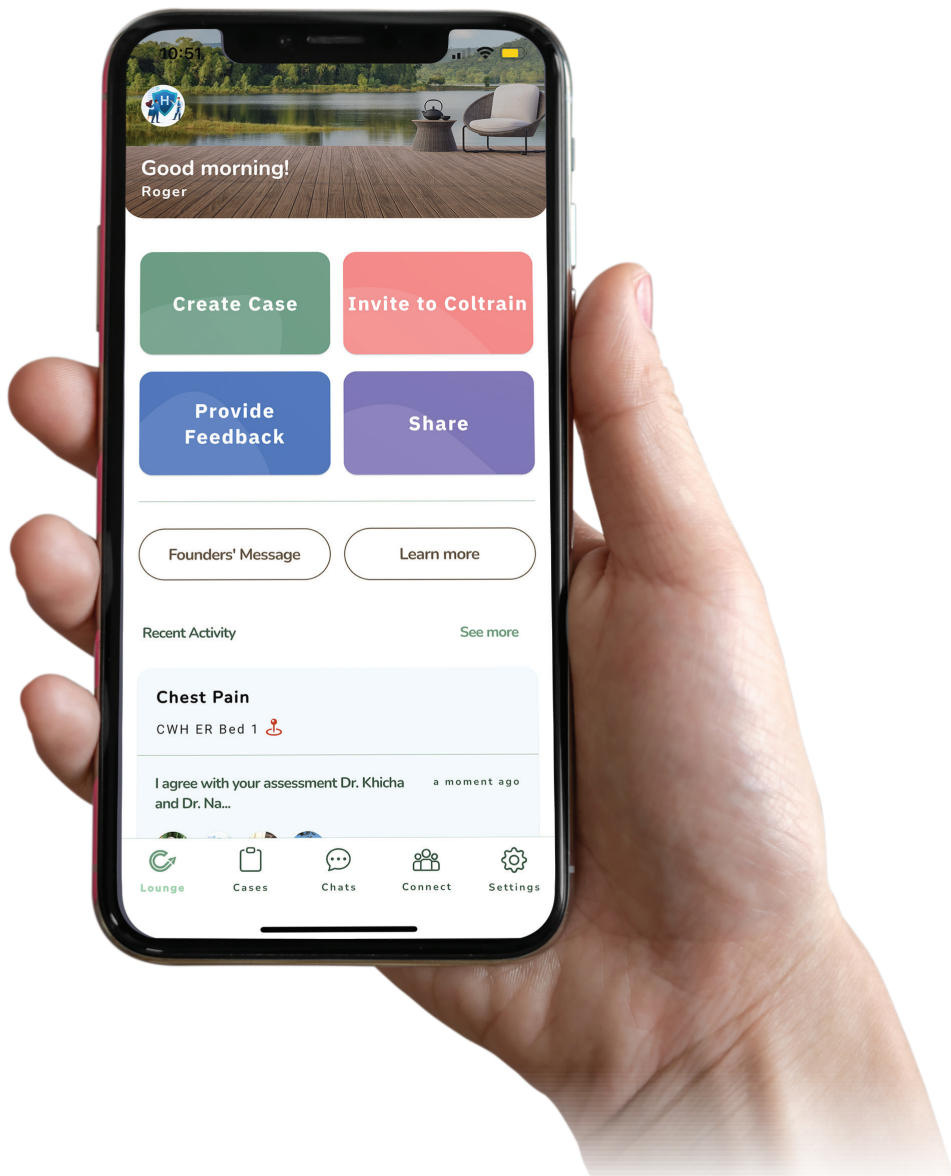 10:51
H
Good morning!
Roger
Create Case
Invite to Coltrain
Provide
Feedback
Share
Founders' Message
Learn more
Recent Activity
See more
Chest Pain
CWH ER Bed 1
I agree with your assessment Dr. Khicha
and Dr. Na...
a moment ago
Lounge
Cases
Chats
Connect
Settings